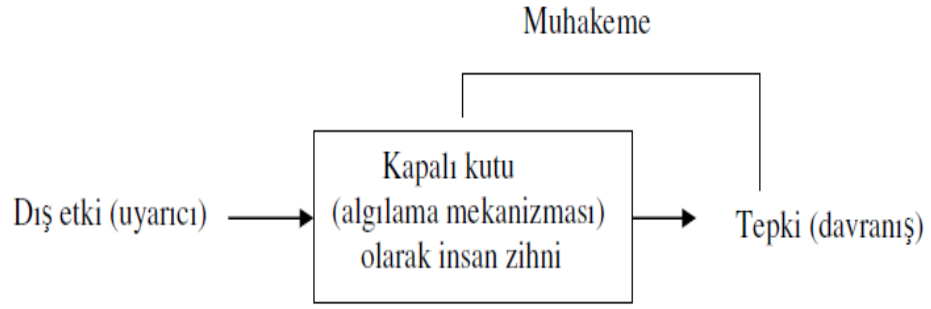 Muhakeme
Dış etki (uyarıcı)
Kapalı kutu
(algılama mekanizması)
olarak insan zihni
Tepki (davranış)